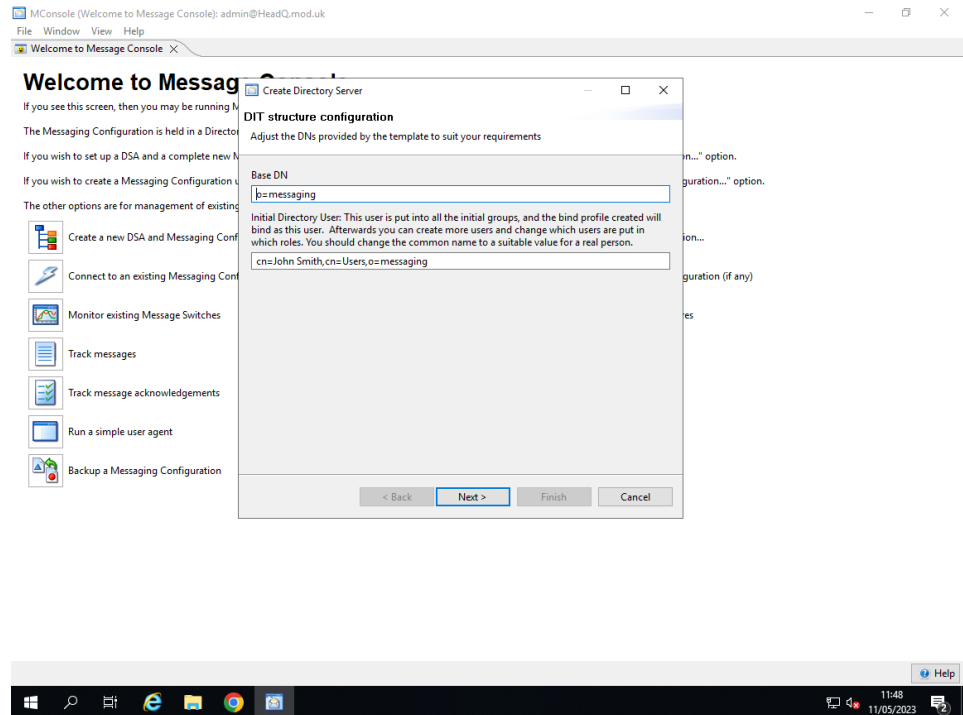 MConsole (Welcome to Message Console): admin@HeadQ.mod.uk
File Window View Help
Welcome to Message Console
Welcome to Messag
If you see this screen, then you may be running M
The Messaging Configuration is held in a Director
If you wish to set up a DSA and a complete new M
n..." option.
If you wish to create a Messaging Configuration u
guration..." option.
The other options are for management of existing
Create a new DSA and Messaging Conf
ion...
Connect to an existing Messaging Conf
guration (if any)
Monitor existing Message Switches
res
Track messages
Track message acknowledgements
Run a simple user agent
Backup a Messaging Configuration
Create Directory Server
DIT structure configuration
Adjust the DNs provided by the template to suit your requirements
Base DN
o=messaging
Initial Directory User: This user is put into all the initial groups, and the bind profile created will
bind as this user. Afterwards you can create more users and change which users are put in
which roles. You should change the common name to a suitable value for a real person.
cn=John Smith,cn=Users,o=messaging
< Back Next > Finish Cancel
Help
11:48
11/05/2023
2